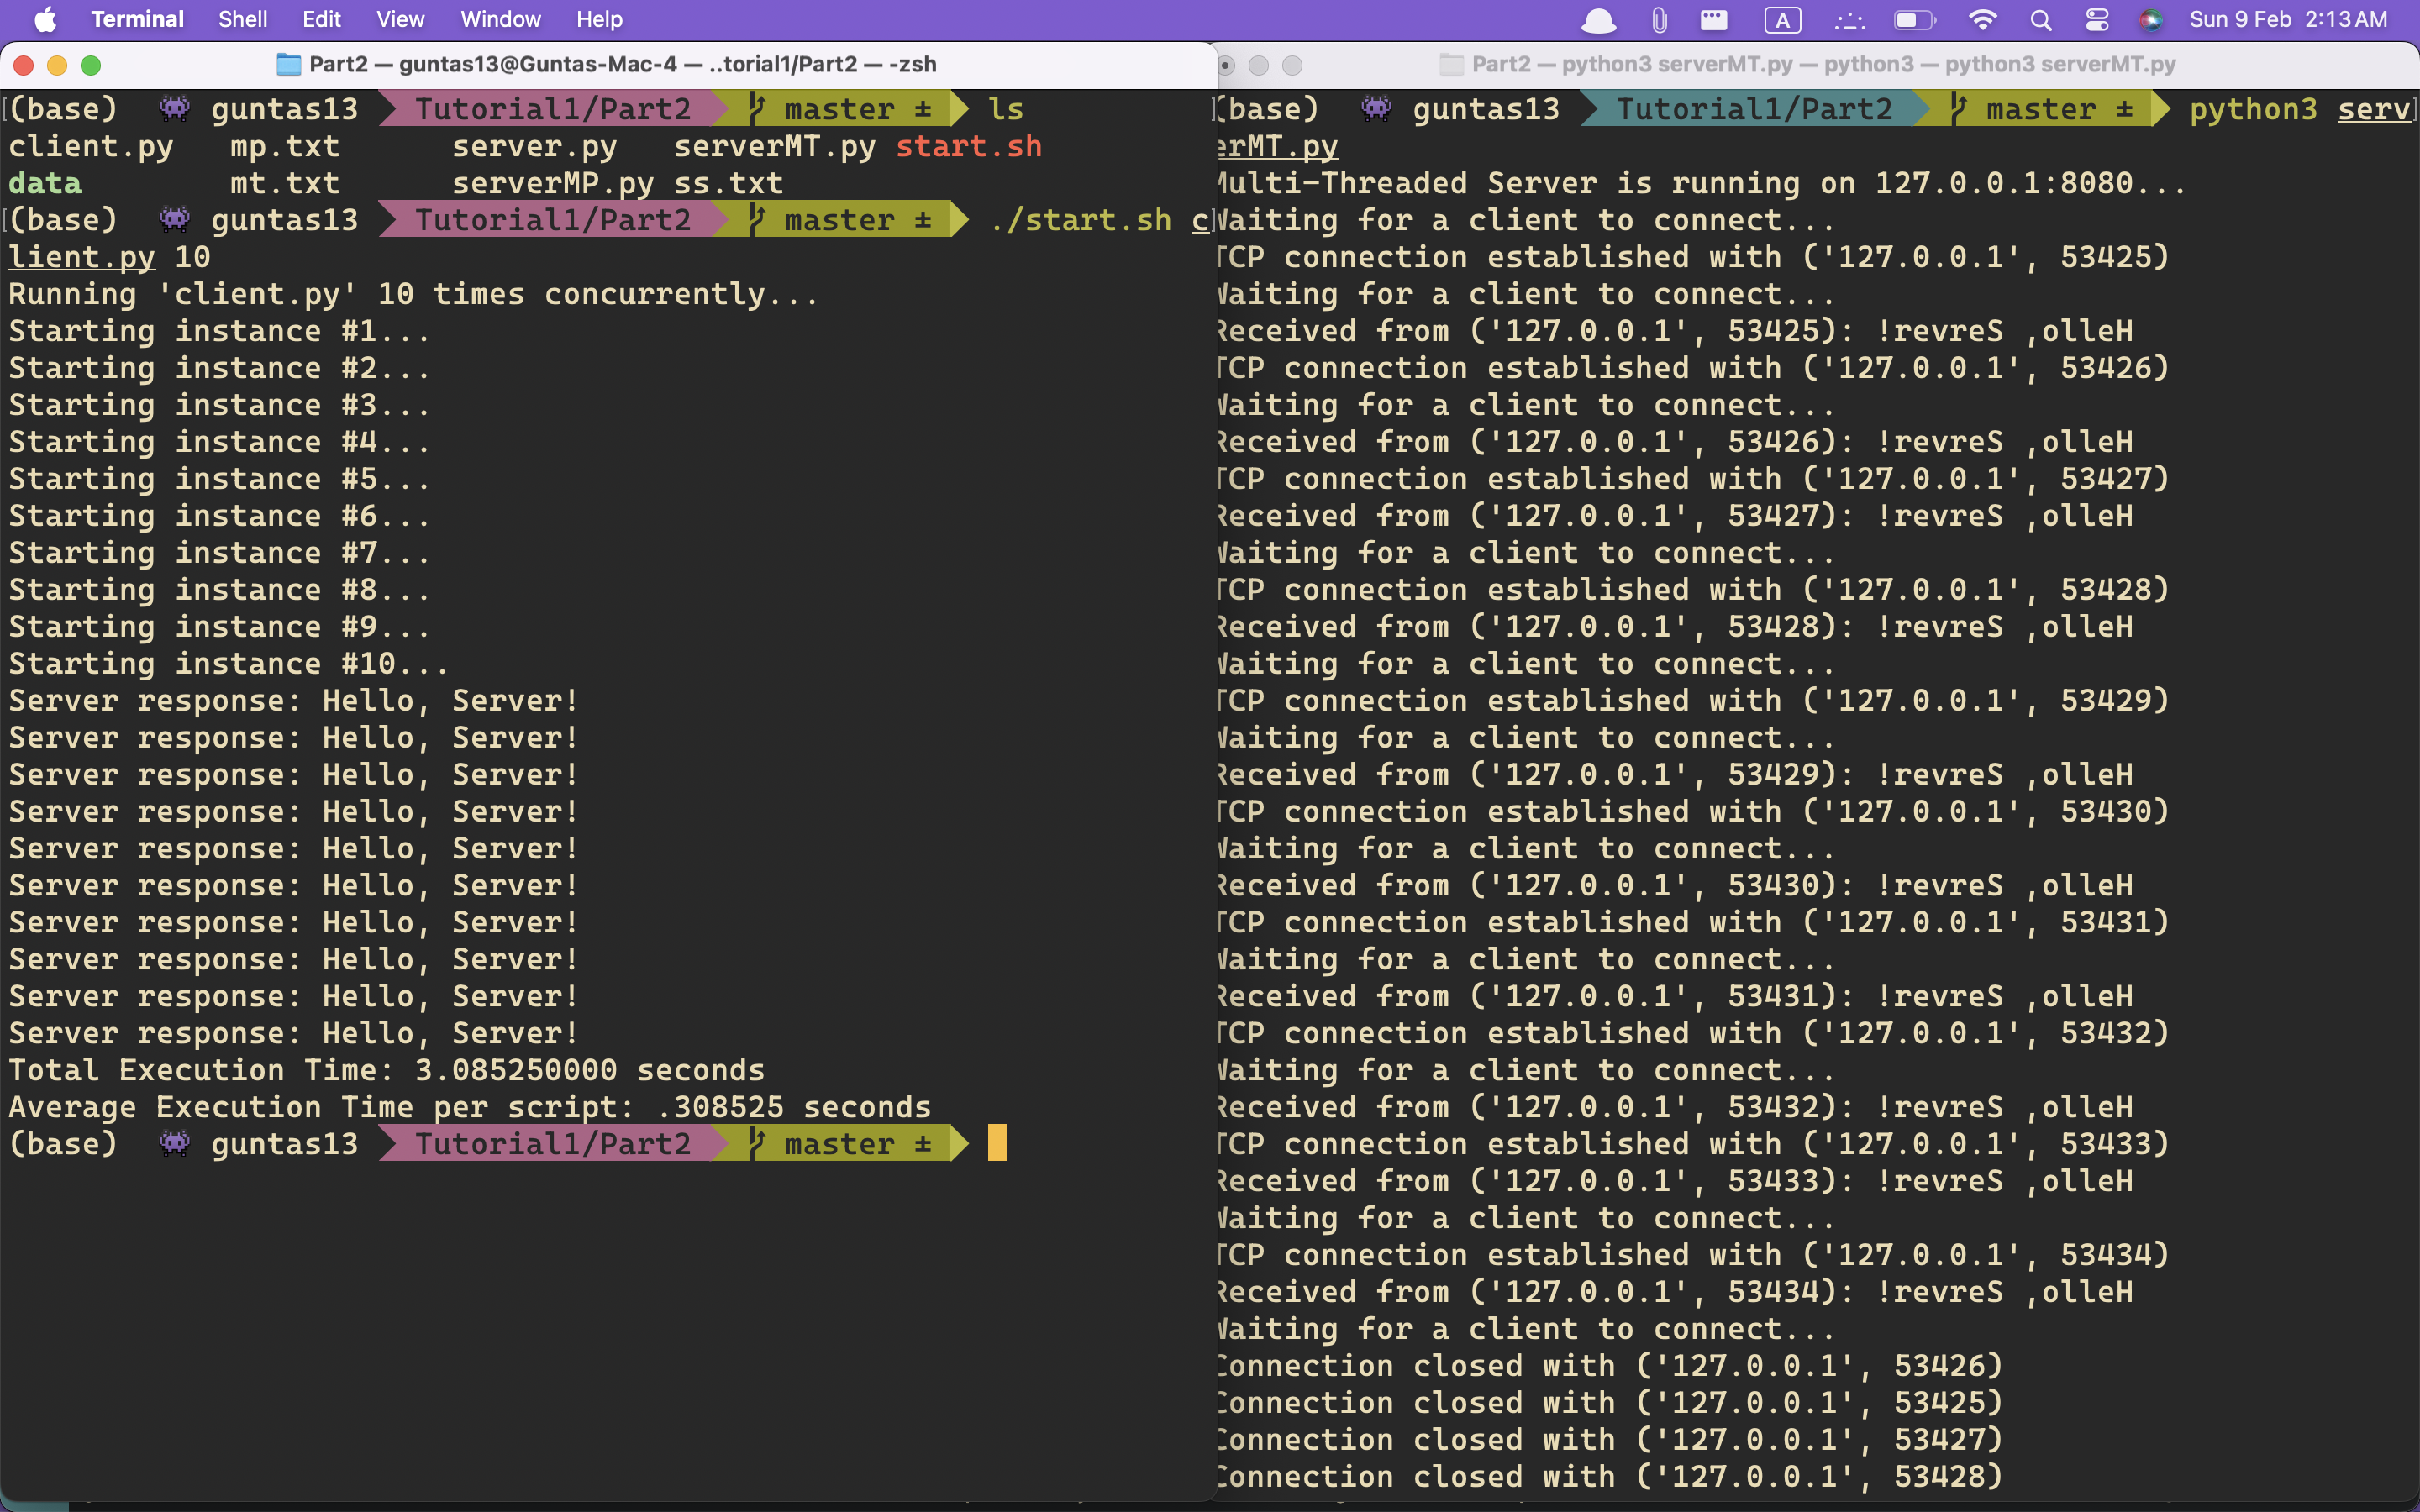 Terminal Shell Edit View Window Help A Sun 9 Feb 2:13 AM
Part2 — guntas13@Guntas-Mac-4 — ..torial1/Part2 — -zsh
(base) guntas13 Tutorial1/Part2 master ± ls
client.py mp.txt server.py serverMT.py start.sh
data mt.txt serverMP.py ss.txt
(base) guntas13 Tutorial1/Part2 master ± ./start.sh c
lient.py 10
Running 'client.py' 10 times concurrently...
Starting instance #1...
Starting instance #2...
Starting instance #3...
Starting instance #4...
Starting instance #5...
Starting instance #6...
Starting instance #7...
Starting instance #8...
Starting instance #9...
Starting instance #10...
Server response: Hello, Server!
Server response: Hello, Server!
Server response: Hello, Server!
Server response: Hello, Server!
Server response: Hello, Server!
Server response: Hello, Server!
Server response: Hello, Server!
Server response: Hello, Server!
Server response: Hello, Server!
Server response: Hello, Server!
Total Execution Time: 3.085250000 seconds
Average Execution Time per script: .308525 seconds
(base) guntas13 Tutorial1/Part2 master ±
Part2 — python3 serverMT.py — python3 — python3 serverMT.py
(base) guntas13 Tutorial1/Part2 master ± python3 serv
erMT.py
Multi-Threaded Server is running on 127.0.0.1:8080...
Waiting for a client to connect...
TCP connection established with ('127.0.0.1', 53425)
Waiting for a client to connect...
Received from ('127.0.0.1', 53425): !revreS ,olleH
TCP connection established with ('127.0.0.1', 53426)
Waiting for a client to connect...
Received from ('127.0.0.1', 53426): !revreS ,olleH
TCP connection established with ('127.0.0.1', 53427)
Received from ('127.0.0.1', 53427): !revreS ,olleH
Waiting for a client to connect...
TCP connection established with ('127.0.0.1', 53428)
Received from ('127.0.0.1', 53428): !revreS ,olleH
Waiting for a client to connect...
TCP connection established with ('127.0.0.1', 53429)
Waiting for a client to connect...
Received from ('127.0.0.1', 53429): !revreS ,olleH
TCP connection established with ('127.0.0.1', 53430)
Waiting for a client to connect...
Received from ('127.0.0.1', 53430): !revreS ,olleH
TCP connection established with ('127.0.0.1', 53431)
Waiting for a client to connect...
Received from ('127.0.0.1', 53431): !revreS ,olleH
TCP connection established with ('127.0.0.1', 53432)
Waiting for a client to connect...
Received from ('127.0.0.1', 53432): !revreS ,olleH
TCP connection established with ('127.0.0.1', 53433)
Received from ('127.0.0.1', 53433): !revreS ,olleH
Waiting for a client to connect...
TCP connection established with ('127.0.0.1', 53434)
Received from ('127.0.0.1', 53434): !revreS ,olleH
Waiting for a client to connect...
Connection closed with ('127.0.0.1', 53426)
Connection closed with ('127.0.0.1', 53425)
Connection closed with ('127.0.0.1', 53427)
Connection closed with ('127.0.0.1', 53428)